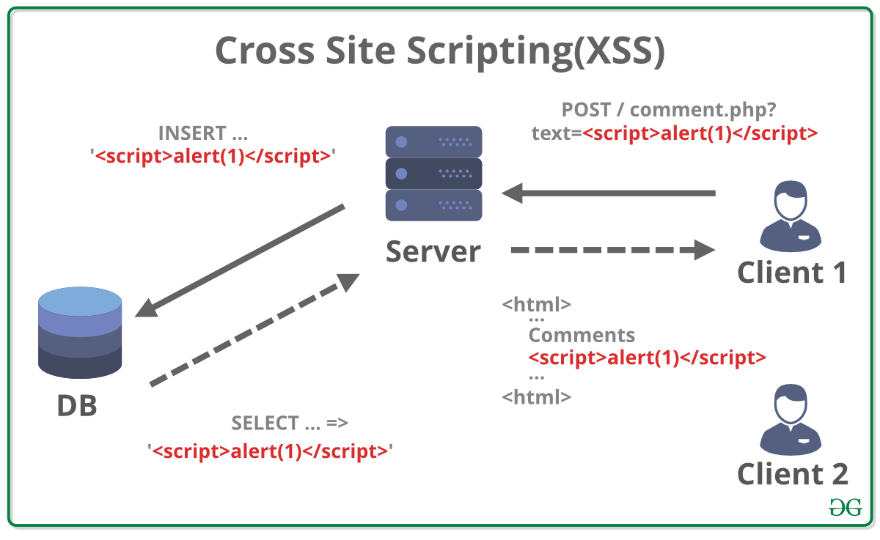 Cross Site Scripting(XSS)
POST / comment.php?
text=<script>alert(1)</script>
INSERT ...
'<script>alert(1)</script>'
Server
Client 1
<html>
...
Comments
<script>alert(1)</script>
...
<html>
DB
SELECT ... =>
'<script>alert(1)</script>'
Client 2